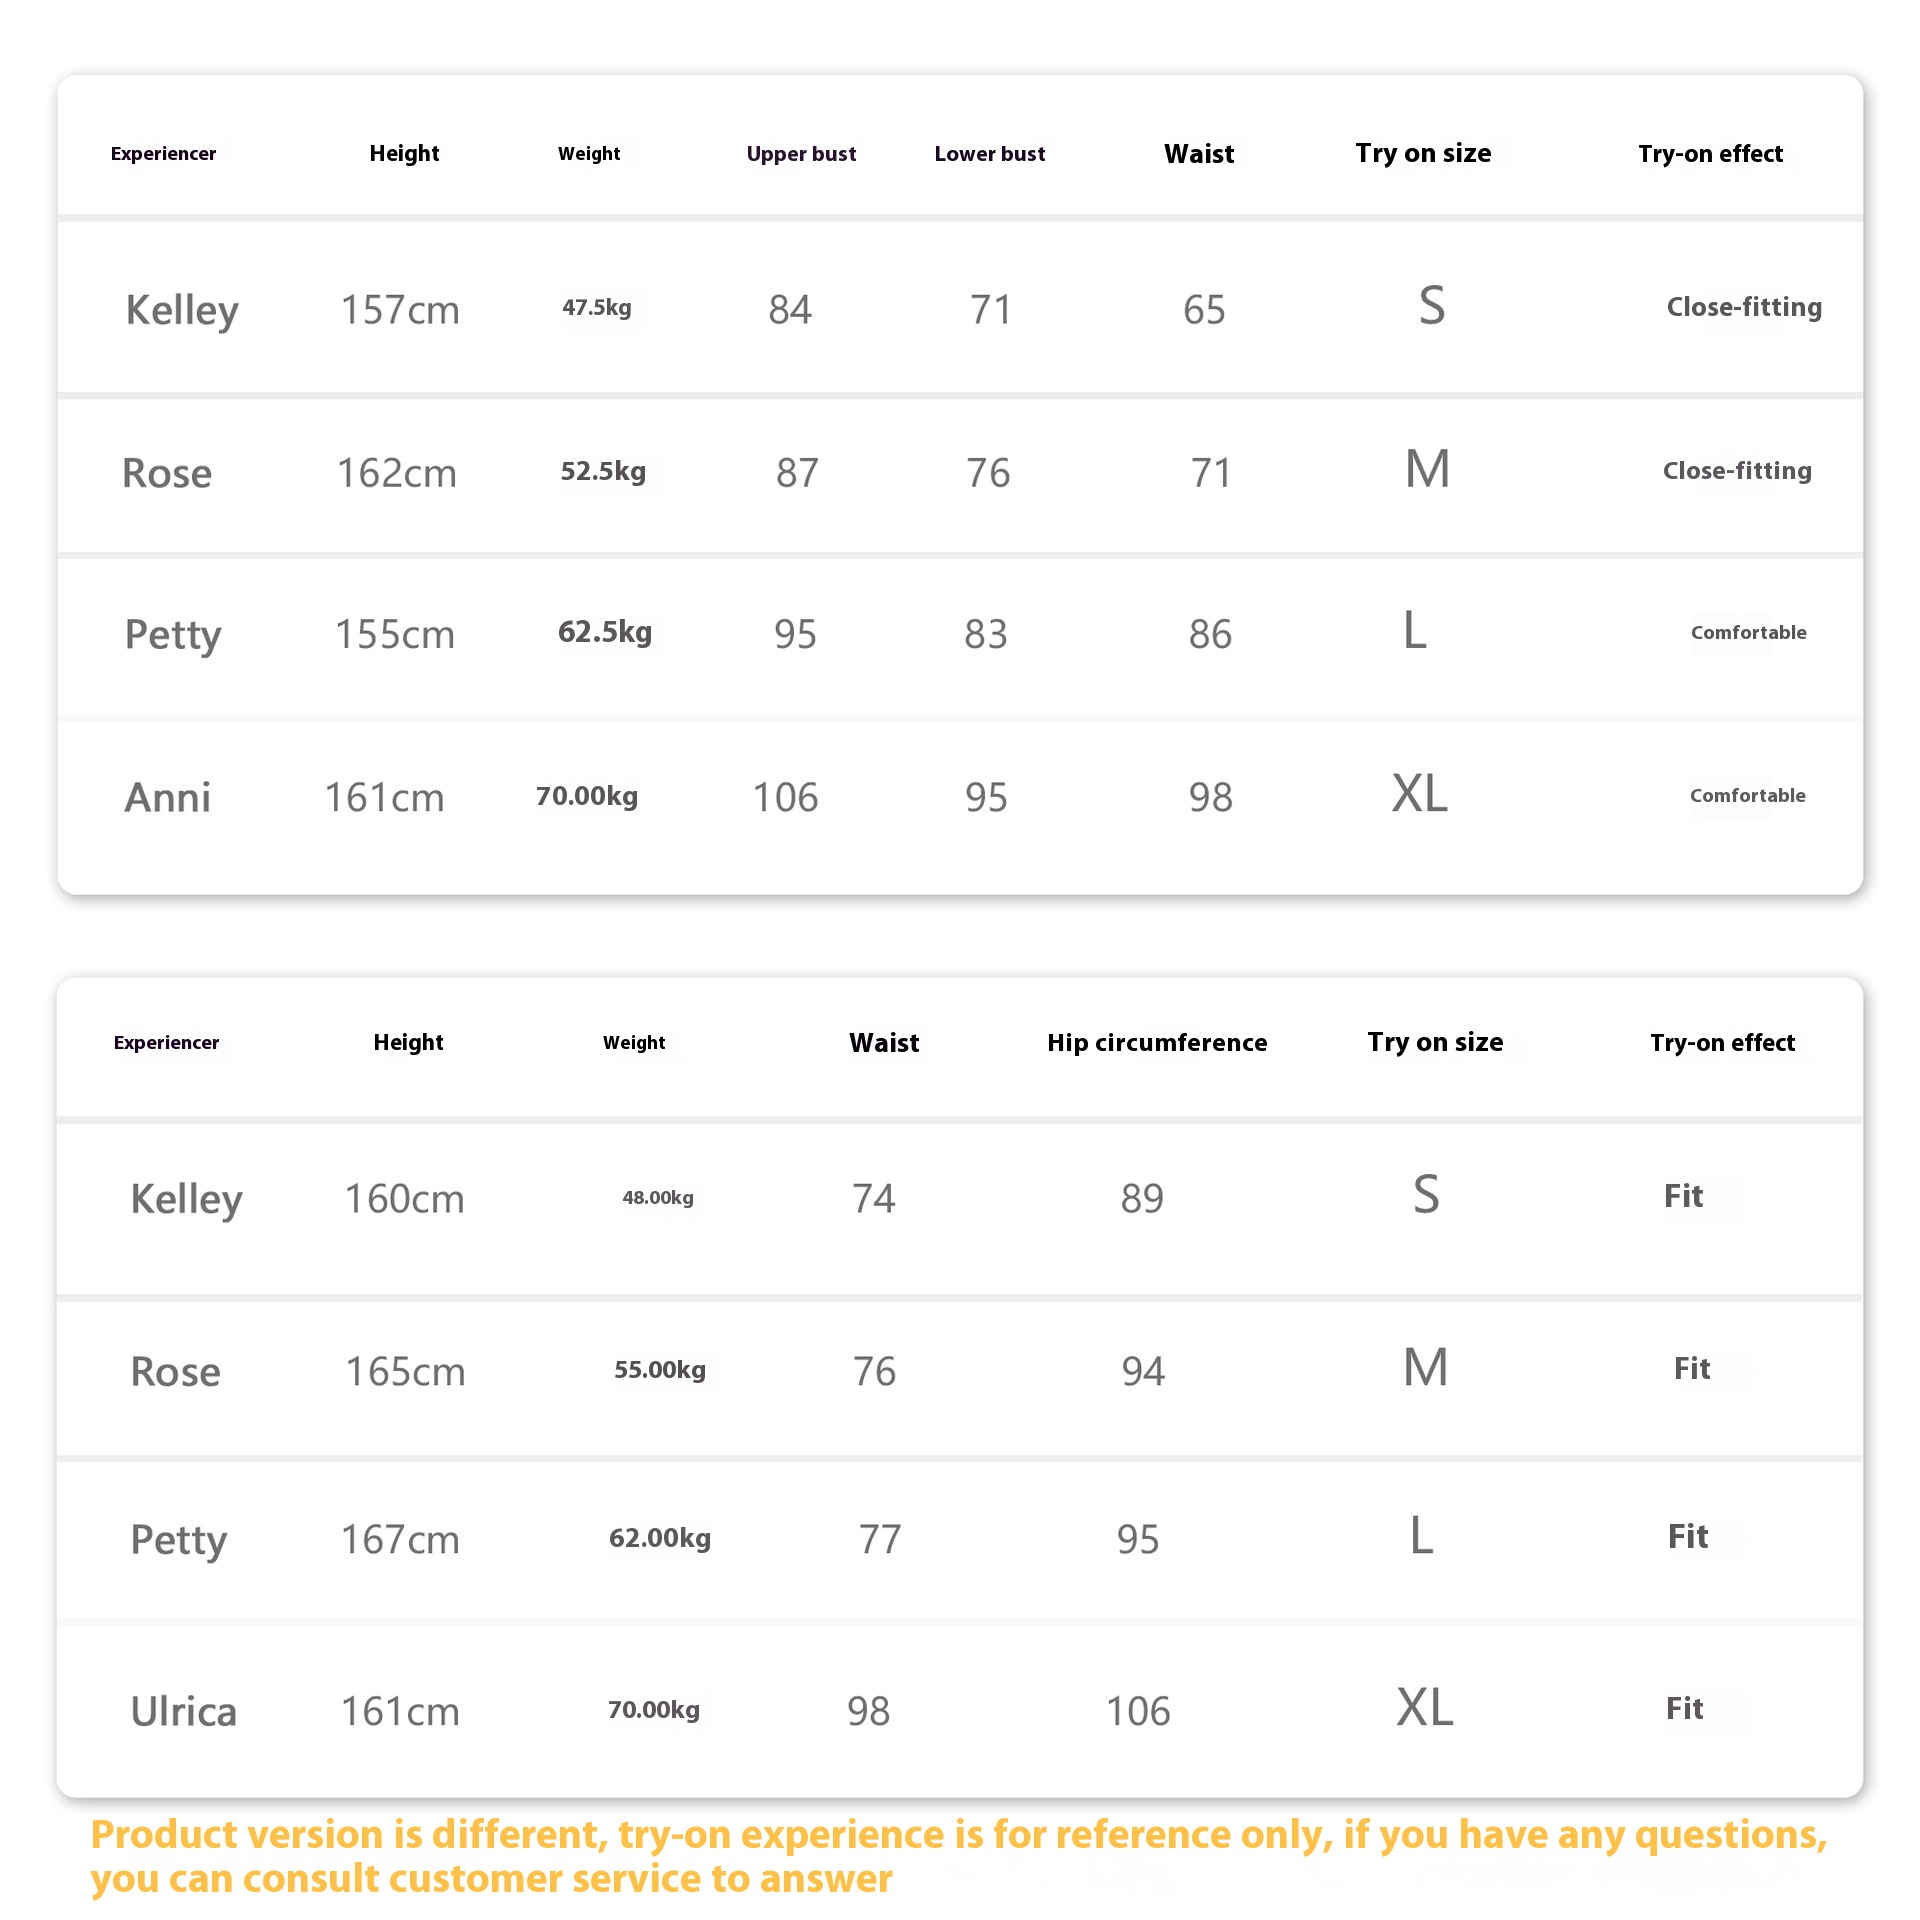 Experiencer Height Weight Upper bust Lower bust Waist Try on size Try-on effect
Kelley 157cm 47.5kg 84 71 65 S Close-fitting
Rose 162cm 52.5kg 87 76 71 M Close-fitting
Petty 155cm 62.5kg 95 83 86 L Comfortable
Anni 161cm 70.00kg 106 95 98 XL Comfortable
Experiencer Height Weight Waist Hip circumference Try on size Try-on effect
Kelley 160cm 48.00kg 74 89 S Fit
Rose 165cm 55.00kg 76 94 M Fit
Petty 167cm 62.00kg 77 95 L Fit
Ulrica 161cm 70.00kg 98 106 XL Fit
Product version is different, try-on experience is for reference only, if you have any questions,
you can consult customer service to answer